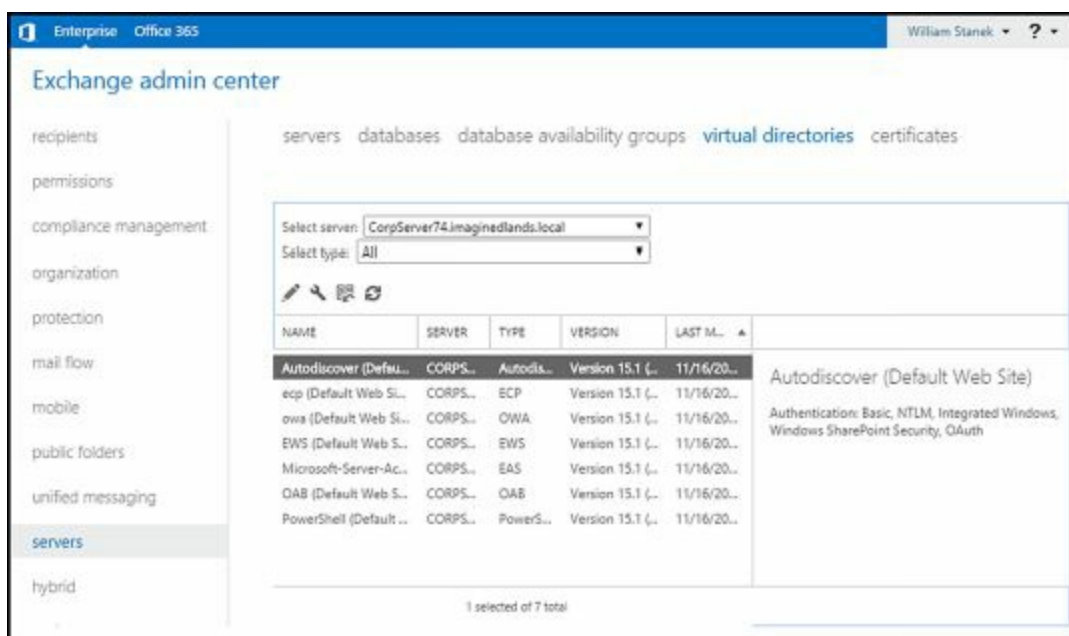 Enterprise Office 365 William Stanek ?
Exchange admin center
recipients
permissions
compliance management
organization
protection
mail flow
mobile
public folders
unified messaging
servers
hybrid
servers databases database availability groups virtual directories certificates
Select server: CorpServer74.imaginedlands.local
Select type: All
NAME SERVER TYPE VERSION LAST M...
Autodiscover (Defau... CORPS... Autodis... Version 15.1 (... 11/16/20...
ecp (Default Web Si... CORPS... ECP Version 15.1 (... 11/16/20...
owa (Default Web Si... CORPS... OWA Version 15.1 (... 11/16/20...
EWS (Default Web S... CORPS... EWS Version 15.1 (... 11/16/20...
Microsoft-Server-Ac... CORPS... EAS Version 15.1 (... 11/16/20...
OAB (Default Web S... CORPS... OAB Version 15.1 (... 11/16/20...
PowerShell (Default ... CORPS... PowerS... Version 15.1 (... 11/16/20...
1 selected of 7 total
Autodiscover (Default Web Site)
Authentication: Basic, NTLM, Integrated Windows,
Windows SharePoint Security, OAuth